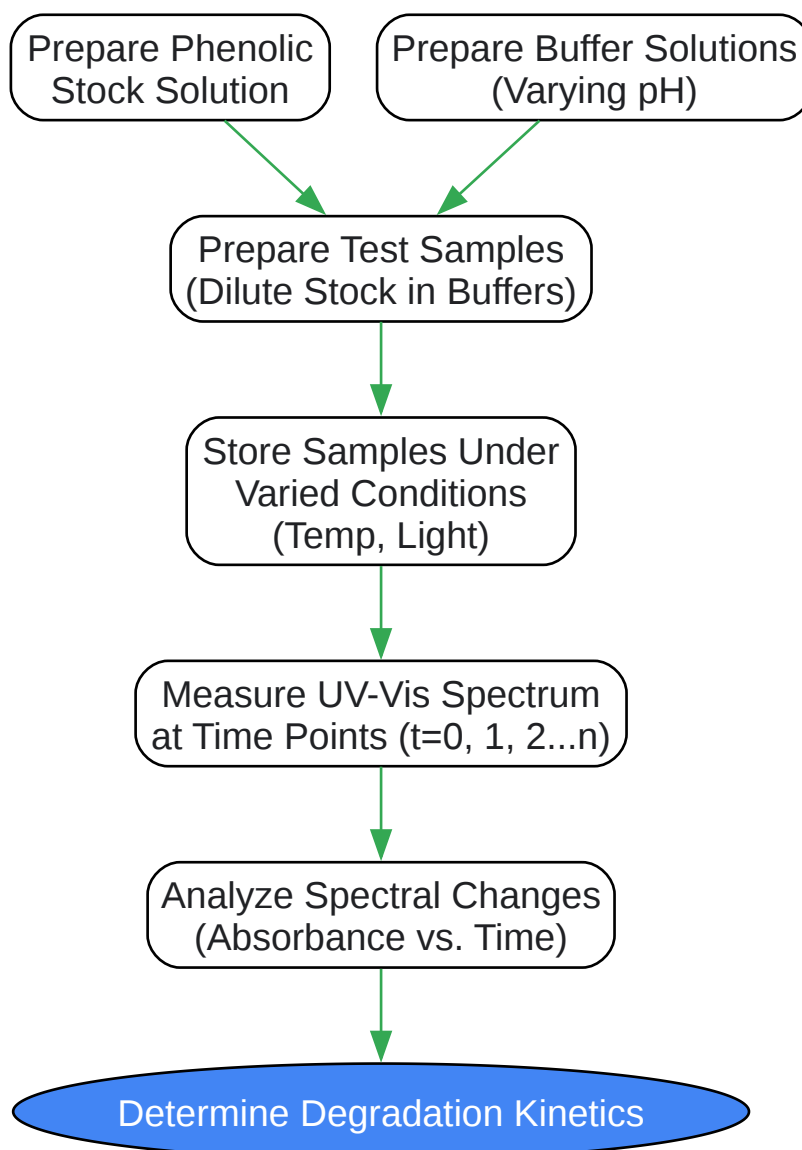 Prepare Phenolic
Stock Solution
Prepare Buffer Solutions
(Varying pH)
Prepare Test Samples
(Dilute Stock in Buffers)
Store Samples Under
Varied Conditions
(Temp, Light)
Measure UV-Vis Spectrum
at Time Points (t=0, 1, 2...n)
Analyze Spectral Changes
(Absorbance vs. Time)
Determine Degradation Kinetics